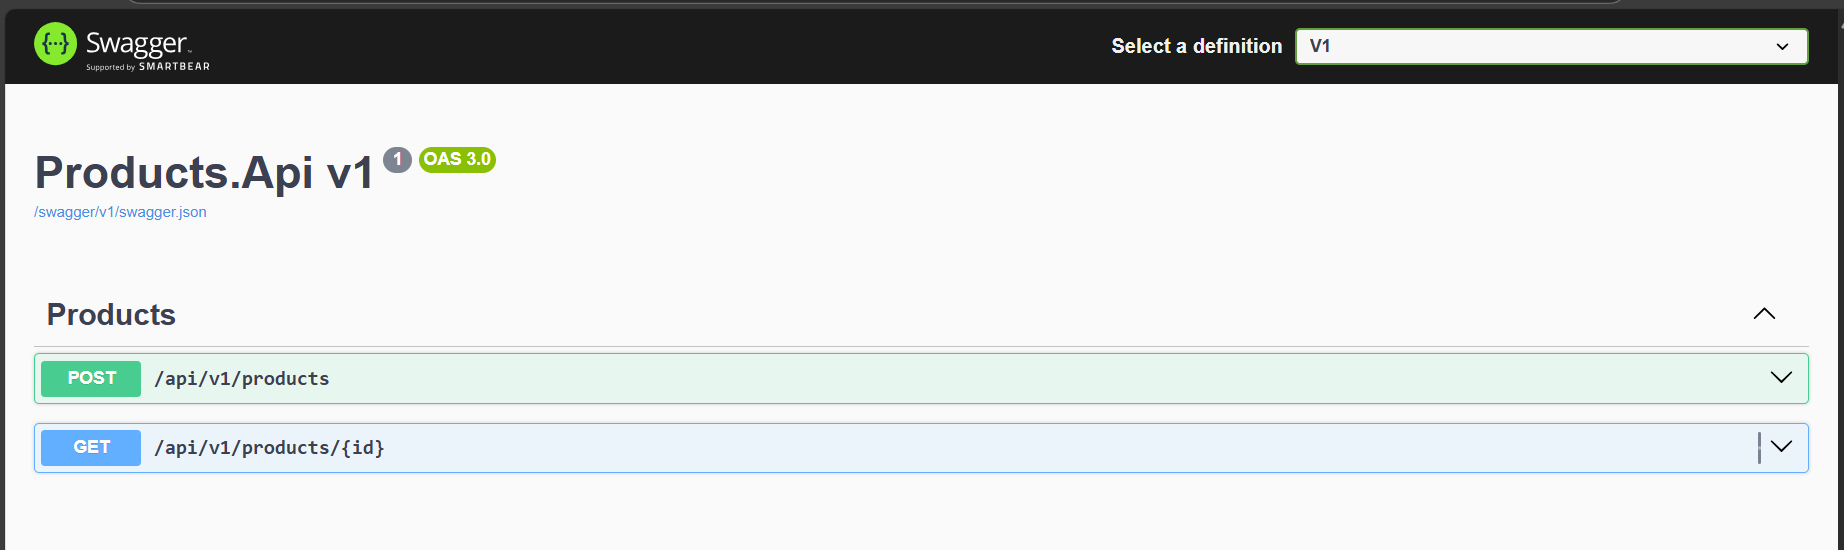 Swagger
Supported by SMARTBEAR
Select a definition V1
Products.Api v1 1 OAS 3.0
/swagger/v1/swagger.json
Products
POST /api/v1/products
GET /api/v1/products/{id}